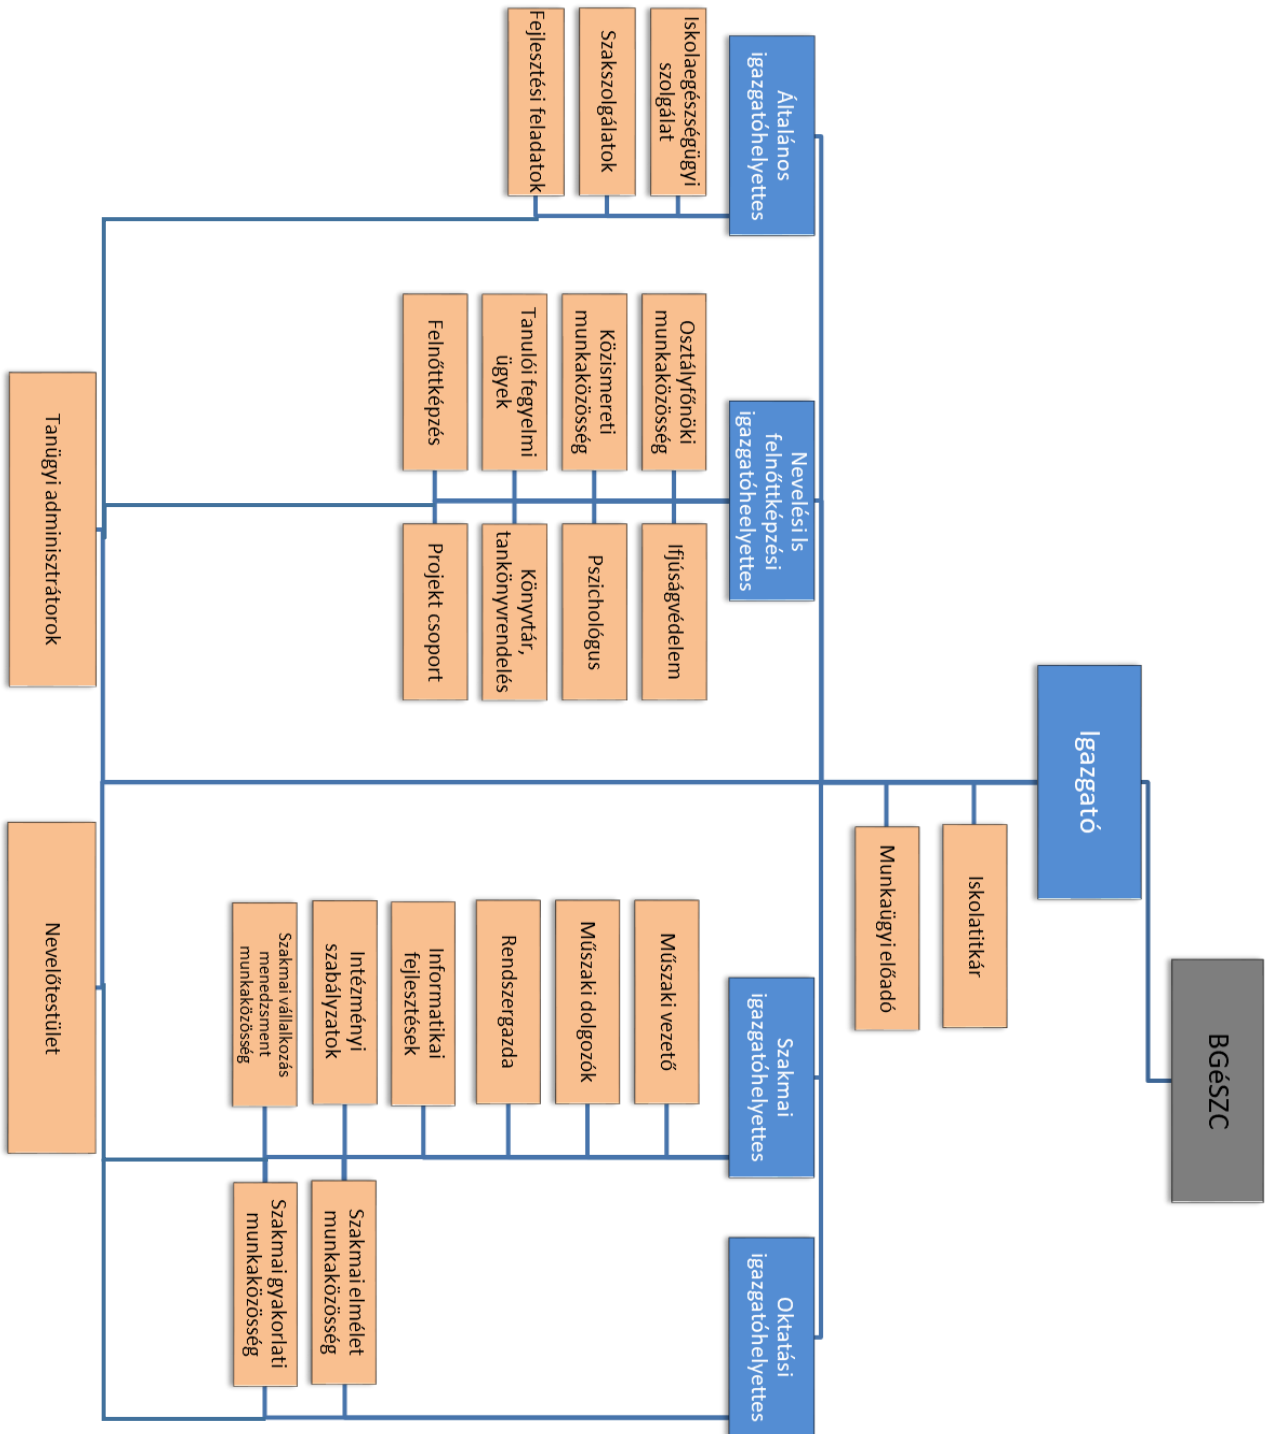 BGéSZC
Igazgató
Iskolatitkár
Munkaügyi előadó
Általános
igazgatóhelyettes
Nevelési ls
felnőttképzési
igazgatóheelyettes
Szakmai
igazgatóhelyettes
Oktatási
igazgatóhelyettes
Iskolaegészségügyi
szolgálat
Szakszolgálatok
Fejlesztési feladatok
Osztályfőnöki
munkaközösség
Ifjúságvédelem
Közismereti
munkaközösség
Pszichológus
Tanulói fegyelmi
ügyek
Könyvtár,
tankönyvrendelés
Felnőttképzés
Projekt csoport
Műszaki vezető
Műszaki dolgozók
Rendszergazda
Informatikai
fejlesztések
Intézményi
szabályzatok
Szakmai elmélet
munkaközösség
Szakmai vállalkozás
menedzsment
munkaközösség
Szakmai gyakorlati
munkaközösség
Tanügyi adminisztrátorok
Nevelőtestület